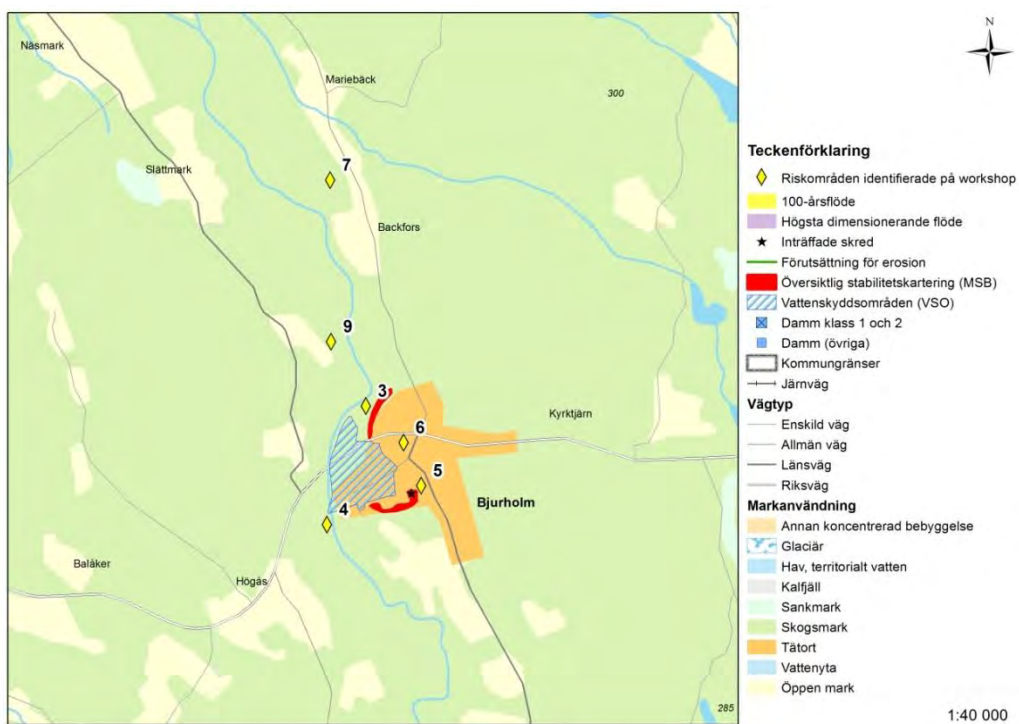 Näsmark
Mariebäck
300
Slättmark
7
Backfors
9
3
Kyrktjärn
6
5
Bjurholm
4
Balåker
Högås
285
N
Teckenförklaring
Riskområden identifierade på workshop
100-årsflöde
Högsta dimensionerande flöde
Inträffade skred
Förutsättning för erosion
Översiktlig stabilitetskartering (MSB)
Vattenskyddsområden (VSO)
Damm klass 1 och 2
Damm (övriga)
Kommungränser
Järnväg
Vägtyp
Enskild väg
Allmän väg
Länsväg
Riksväg
Markanvändning
Annan koncentrerad bebyggelse
Glaciär
Hav, territorialt vatten
Kalfjäll
Sankmark
Skogsmark
Tätort
Vattenyta
Öppen mark
1:40 000